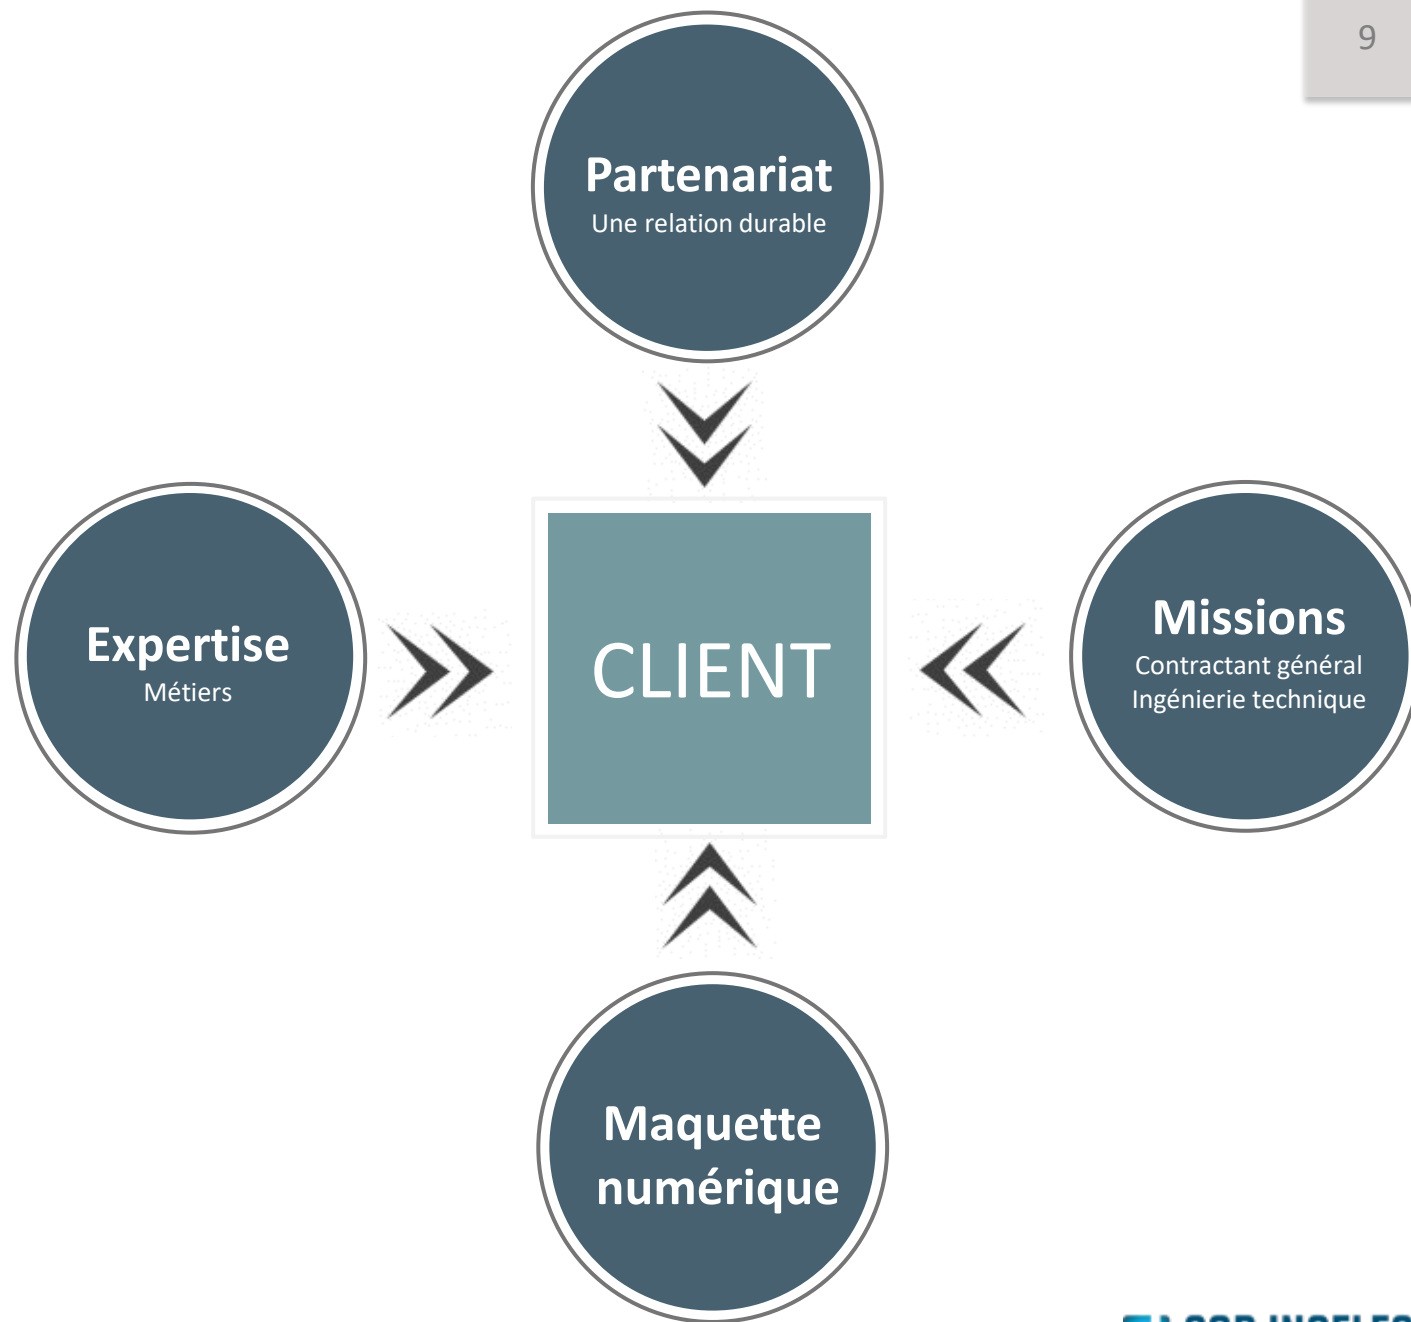 9
Partenariat
Une relation durable
Expertise
Métiers
CLIENT
Missions
Contractant général
Ingénierie technique
Maquette
numérique